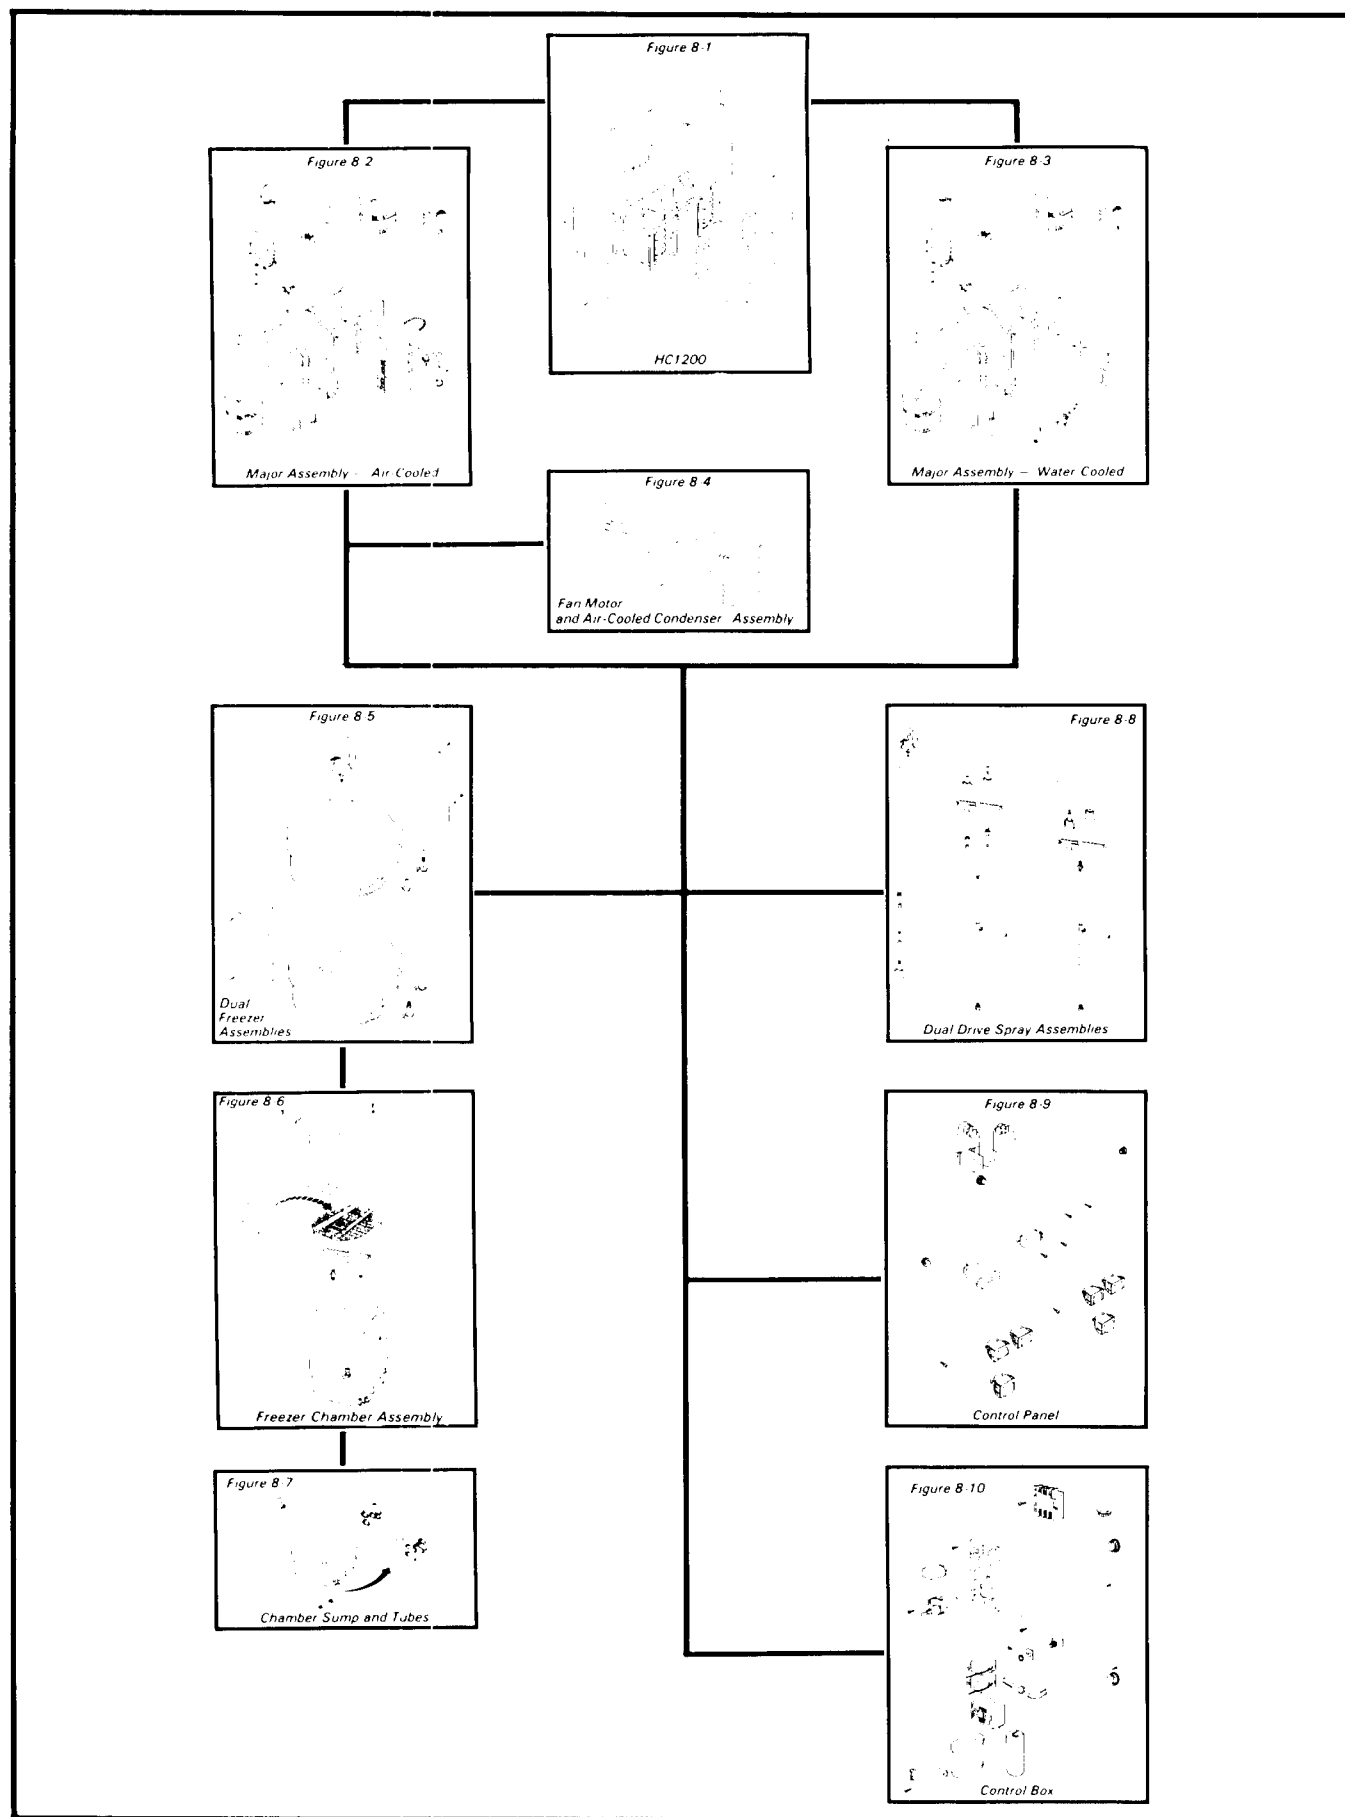 Figure 8-1
HC1200
Figure 8-2
Major Assembly - Air-Cooled
Figure 8-3
Major Assembly — Water Cooled
Figure 8-4
Fan Motor
and Air-Cooled Condenser Assembly
Figure 8-5
Dual
Freezer
Assemblies
Figure 8-8
Dual Drive Spray Assemblies
Figure 8-6
Freezer Chamber Assembly
Figure 8-9
Control Panel
Figure 8-7
Chamber Sump and Tubes
Figure 8-10
Control Box